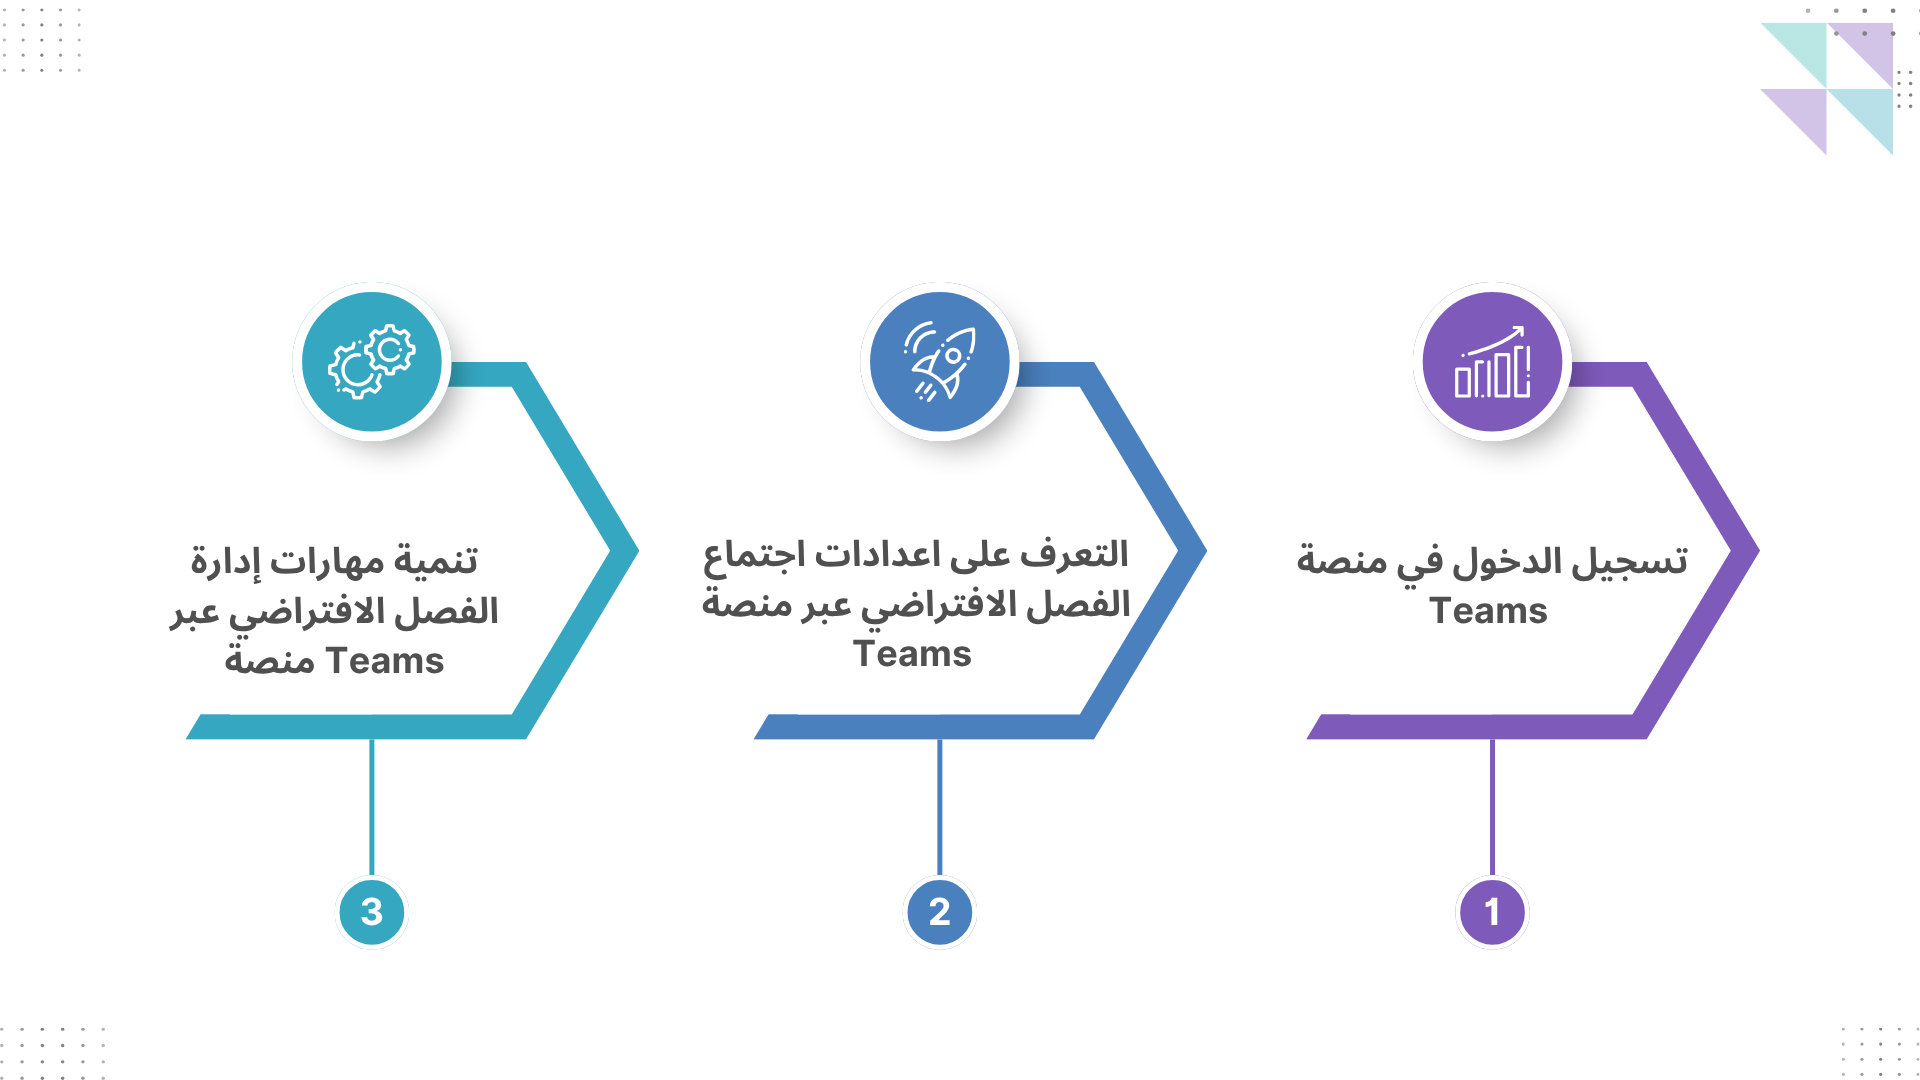 تسجيل الدخول في منصة
Teams
1
التعرف على اعدادات اجتماع
الفصل الافتراضي عبر منصة
Teams
2
تنمية مهارات إدارة
الفصل الافتراضي عبر
منصة Teams
3